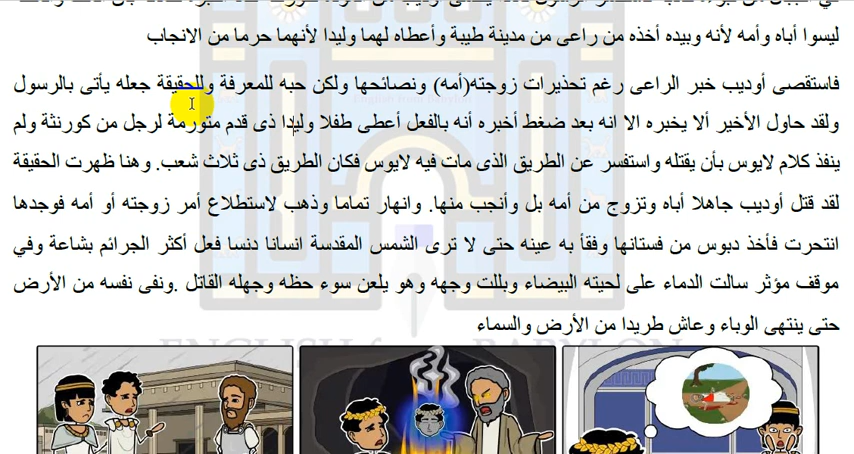 ليسوا أباه وأمه لأنه وبيده أخذه من راعى من مدينة طيبة وأعطاه لهما وليدا لأنهما حرما من الانجاب
فاستقصى أوديب خبر الراعى رغم تحذيرات زوجته(أمه) ونصائحها ولكن حبه للمعرفة وللحقيقة جعله يأتى بالرسول
ولقد حاول الأخير ألا يخبره الا انه بعد ضغط أخبره أنه بالفعل أعطى طفلا وليدا ذى قدم متورمة لرجل من كورنثة ولم
ينفذ كلام لايوس بأن يقتله واستفسر عن الطريق الذى مات فيه لايوس فكان الطريق ذى ثلاث شعب. وهنا ظهرت الحقيقة
لقد قتل أوديب جاهلا أباه وتزوج من أمه بل وأنجب منها. وانهار تماما وذهب لاستطلاع أمر زوجته أو أمه فوجدها
انتحرت فأخذ دبوس من فستانها وفقأ به عينه حتى لا ترى الشمس المقدسة انسانا دنسا فعل أكثر الجرائم بشاعة وفي
موقف مؤثر سالت الدماء على لحيته البيضاء وبللت وجهه وهو يلعن سوء حظه وجهله القاتل .ونفى نفسه من الأرض
حتى ينتهى الوباء وعاش طريدا من الأرض والسماء